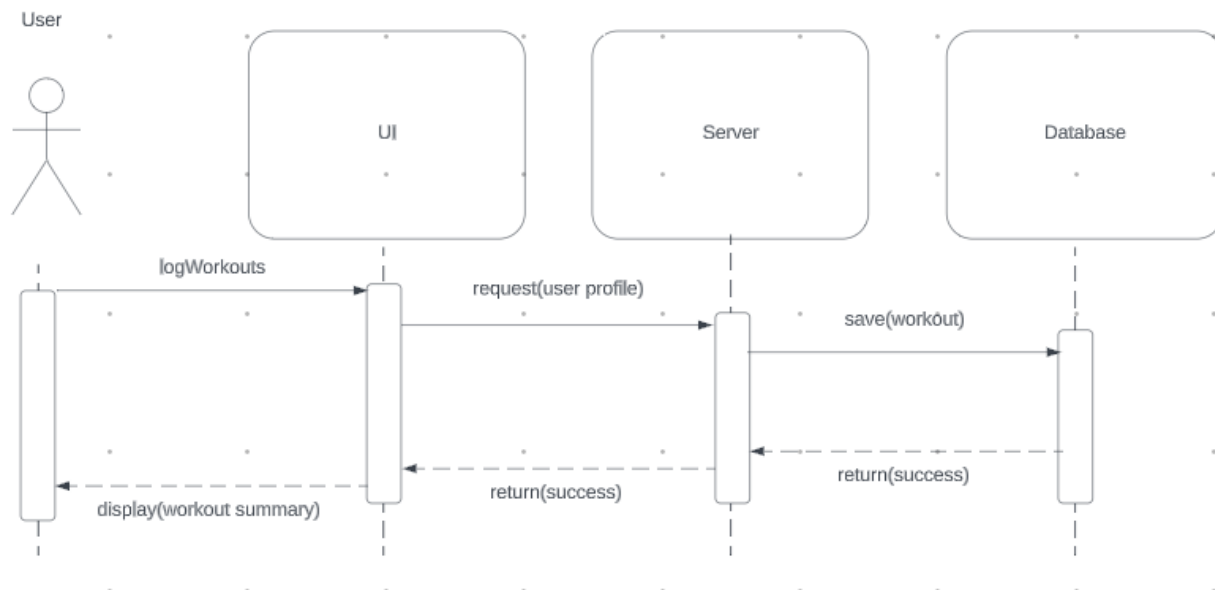 User
UI
Server
Database
logWorkouts
request(user profile)
save(workout)
return(success)
return(success)
display(workout summary)